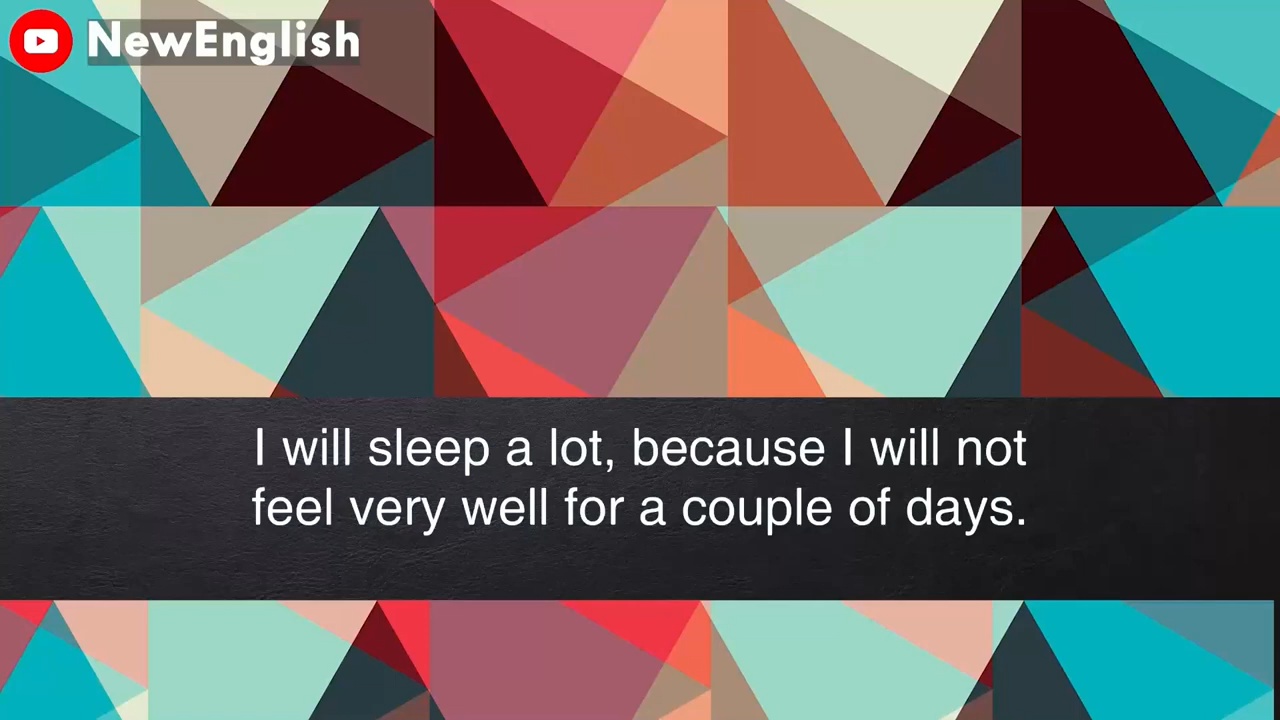 NewEnglish
I will sleep a lot, because I will not
feel very well for a couple of days.